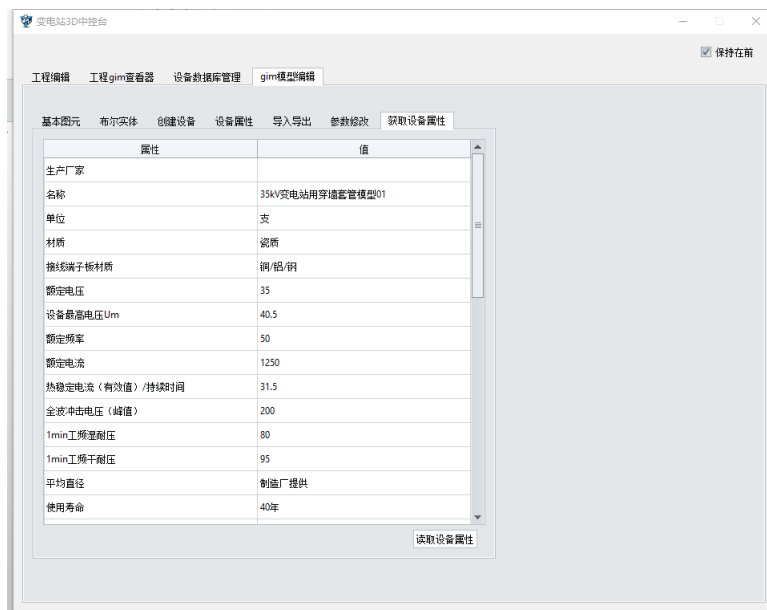 变电站3D中控台
保持在前
工程编辑 工程gim查看器 设备数据库管理 gim模型编辑
基本图元 布尔实体 创建设备 设备属性 导入导出 参数修改 获取设备属性
属性 值
生产厂家
名称 35kV变电站用穿墙套管模型01
单位 支
材质 瓷质
接线端子板材质 铜/铝/钢
额定电压 35
设备最高电压Um 40.5
额定频率 50
额定电流 1250
热稳定电流（有效值）/持续时间 31.5
全波冲击电压（峰值） 200
1min工频湿耐压 80
1min工频干耐压 95
平均直径 制造厂提供
使用寿命 40年
读取设备属性